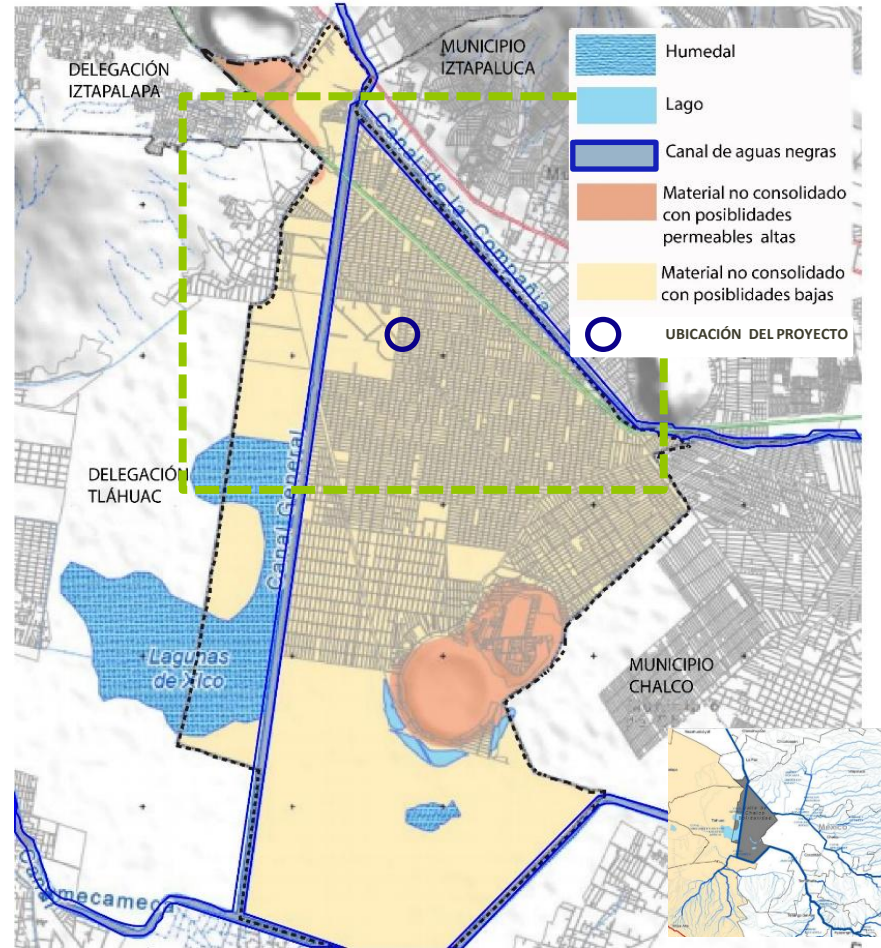 DELEGACIÓN
IZTAPALAPA
MUNICIPIO
IZTAPALUCA
Humedal
Lago
Canal de aguas negras
Material no consolidado
con posiblidades
permeables altas
Material no consolidado
con posiblidades bajas
UBICACIÓN DEL PROYECTO
Canal de la Compañia
Canal General
DELEGACIÓN
TLÁHUAC
Lagunas
de Xico
MUNICIPIO
CHALCO